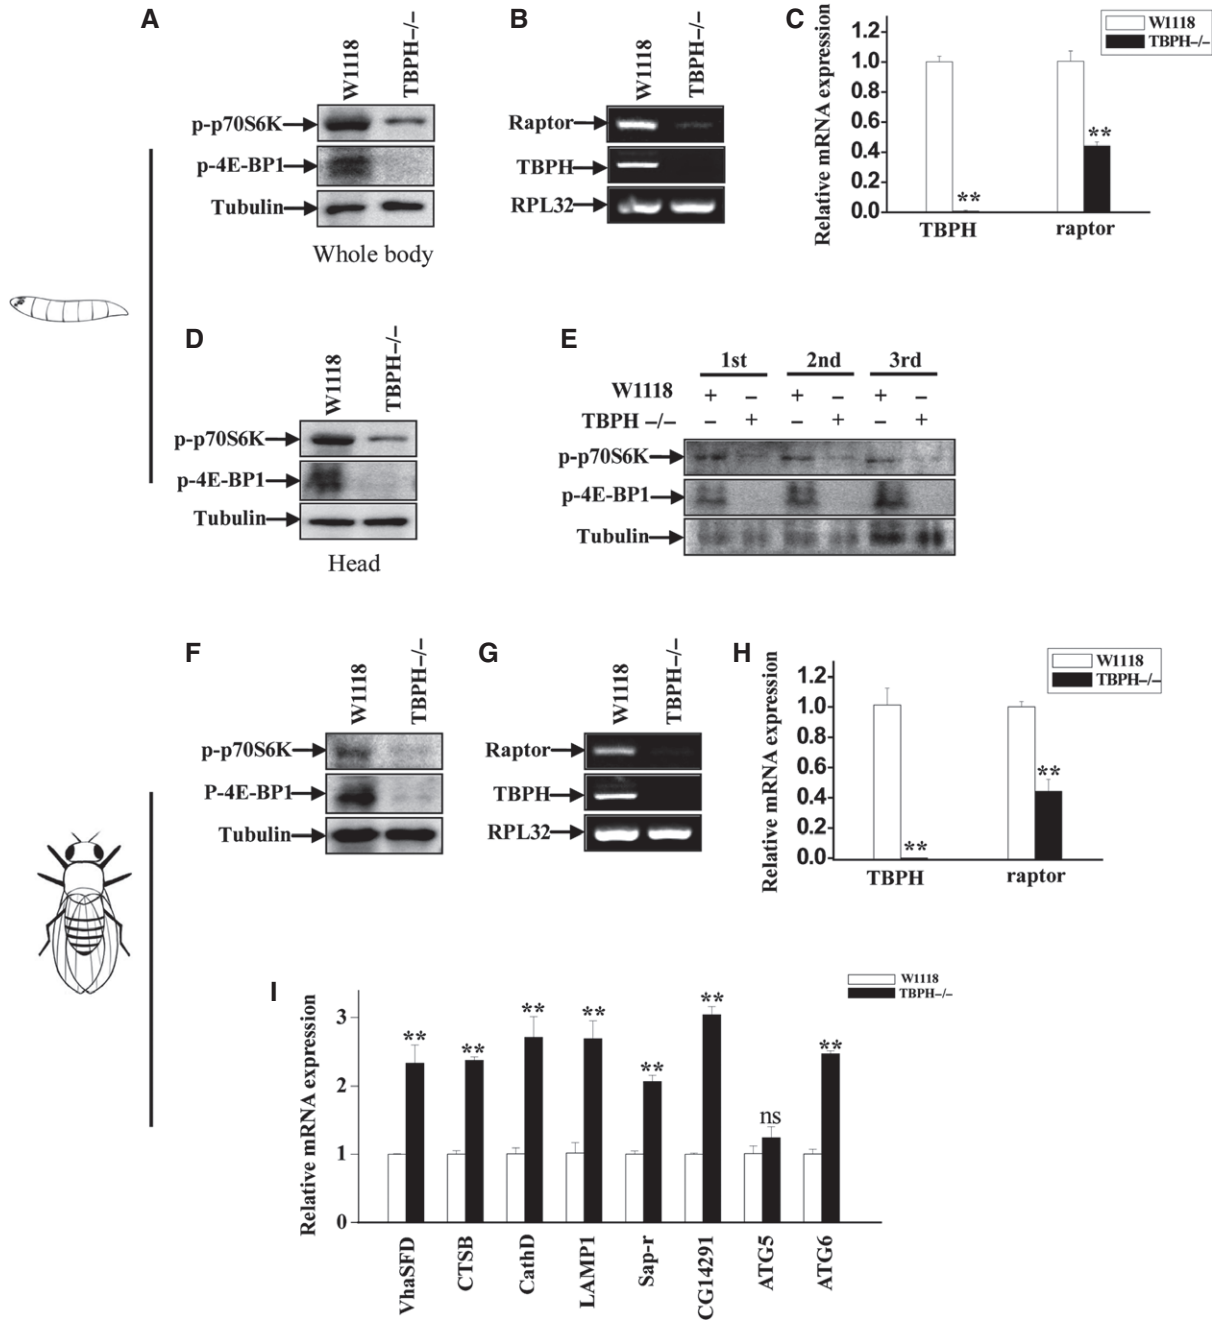 A
W1118
TBPH–/–
p-p70S6K
p-4E-BP1
Tubulin
Whole body
B
W1118
TBPH–/–
Raptor
TBPH
RPL32
C
W1118
TBPH–/–
Relative mRNA expression
1.2
1.0
0.8
0.6
0.4
0.2
0.0
**
**
TBPH
raptor
D
W1118
TBPH–/–
p-p70S6K
p-4E-BP1
Tubulin
Head
E
1st 2nd 3rd
W1118 + – + – + –
TBPH –/– – + – + – +
p-p70S6K
p-4E-BP1
Tubulin
F
W1118
TBPH–/–
p-p70S6K
P-4E-BP1
Tubulin
G
W1118
TBPH–/–
Raptor
TBPH
RPL32
H
W1118
TBPH–/–
Relative mRNA expression
1.2
1.0
0.8
0.6
0.4
0.2
0.0
**
**
TBPH
raptor
I
W1118
TBPH–/–
Relative mRNA expression
3
2
1
0
** ** ** ** ** ** ns **
VhaSFD
CTSB
CathD
LAMP1
Sap-r
CG14291
ATG5
ATG6